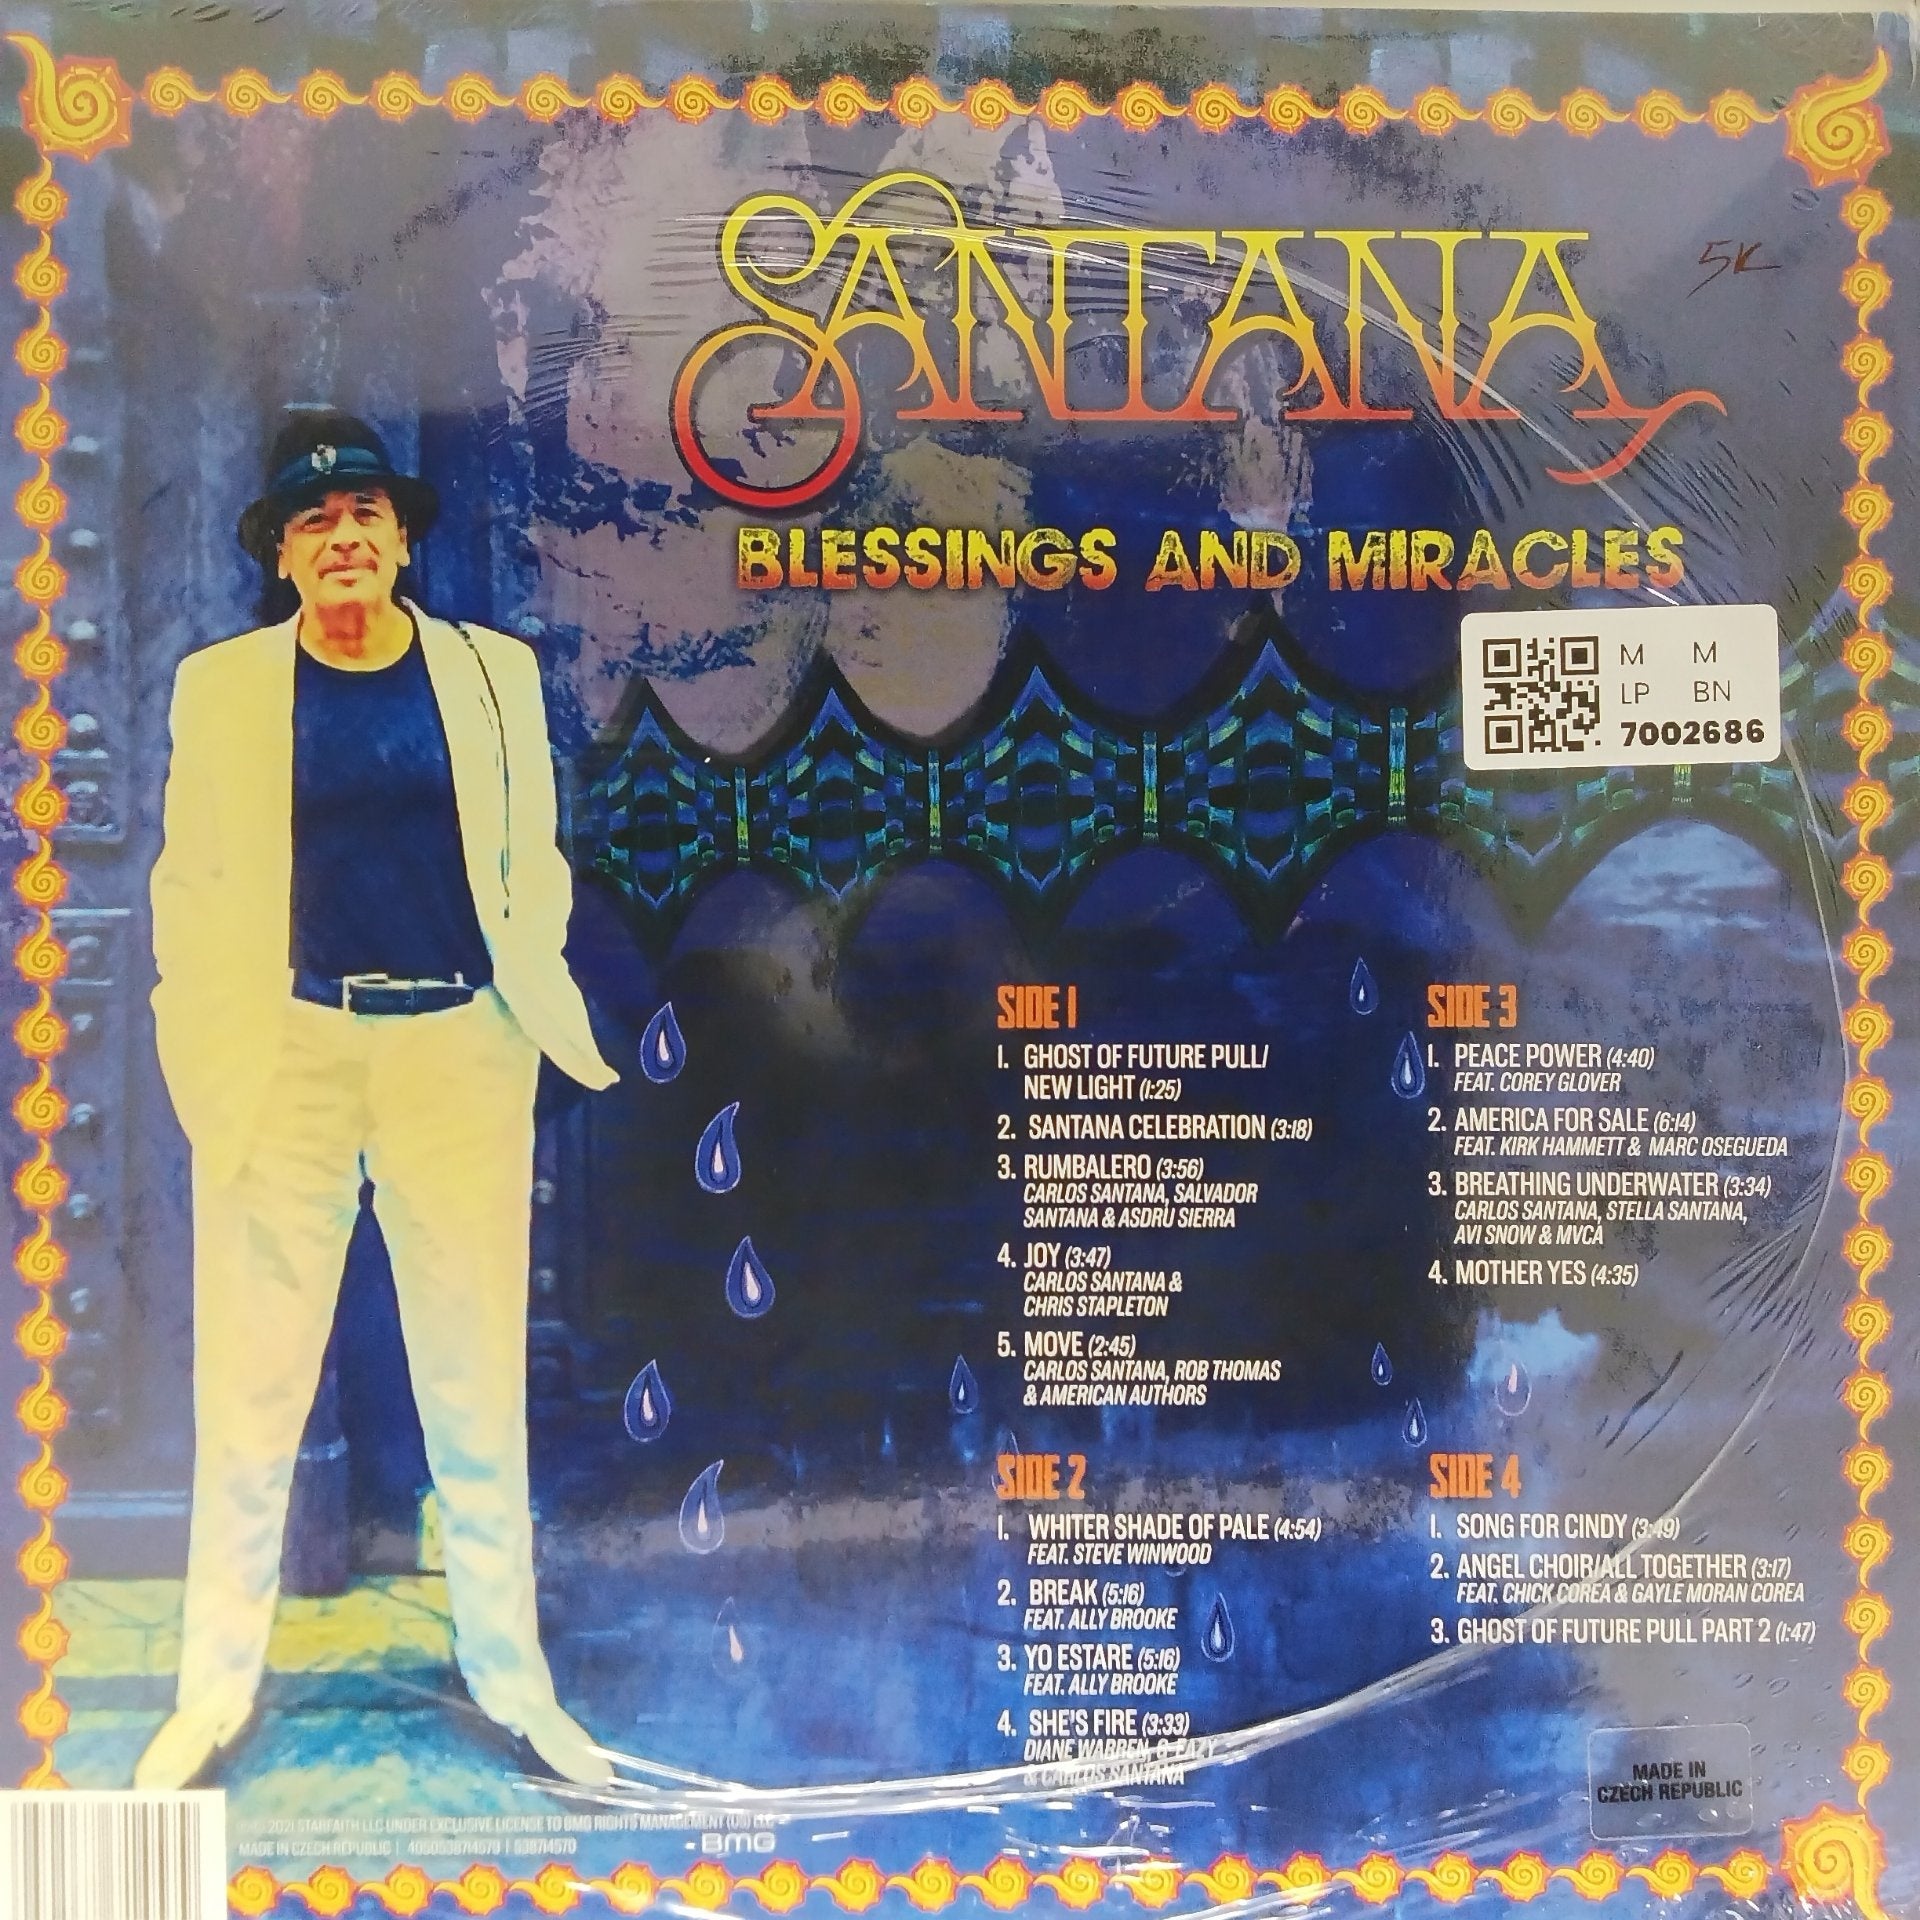 SANTANA
5K
BLESSINGS AND MIRACLES
M M
LP BN
7002686
SIDE 1
1. GHOST OF FUTURE PULL/
NEW LIGHT (1:25)
2. SANTANA CELEBRATION (3:18)
3. RUMBALERO (3:56)
CARLOS SANTANA, SALVADOR
SANTANA & ASDRU SIERRA
4. JOY (3:47)
CARLOS SANTANA &
CHRIS STAPLETON
5. MOVE (2:45)
CARLOS SANTANA, ROB THOMAS
& AMERICAN AUTHORS
SIDE 2
1. WHITER SHADE OF PALE (4:54)
FEAT. STEVE WINWOOD
2. BREAK (5:16)
FEAT. ALLY BROOKE
3. YO ESTARE (5:16)
FEAT. ALLY BROOKE
4. SHE'S FIRE (3:33)
DIANE WARREN, G-EAZY
& CARLOS SANTANA
SIDE 3
1. PEACE POWER (4:40)
FEAT. COREY GLOVER
2. AMERICA FOR SALE (6:14)
FEAT. KIRK HAMMETT & MARC OSEGUEDA
3. BREATHING UNDERWATER (3:34)
CARLOS SANTANA, STELLA SANTANA,
AVI SNOW & MVCA
4. MOTHER YES (4:35)
SIDE 4
1. SONG FOR CINDY (3:49)
2. ANGEL CHOIR/ALL TOGETHER (3:17)
FEAT. CHICK COREA & GAYLE MORAN COREA
3. GHOST OF FUTURE PULL PART 2 (1:47)
MADE IN
CZECH REPUBLIC
2021 STARFAITH LLC UNDER EXCLUSIVE LICENSE TO BMG RIGHTS MANAGEMENT (US) LLC
MADE IN CZECH REPUBLIC | 4050538714579 | 538714570
BMG